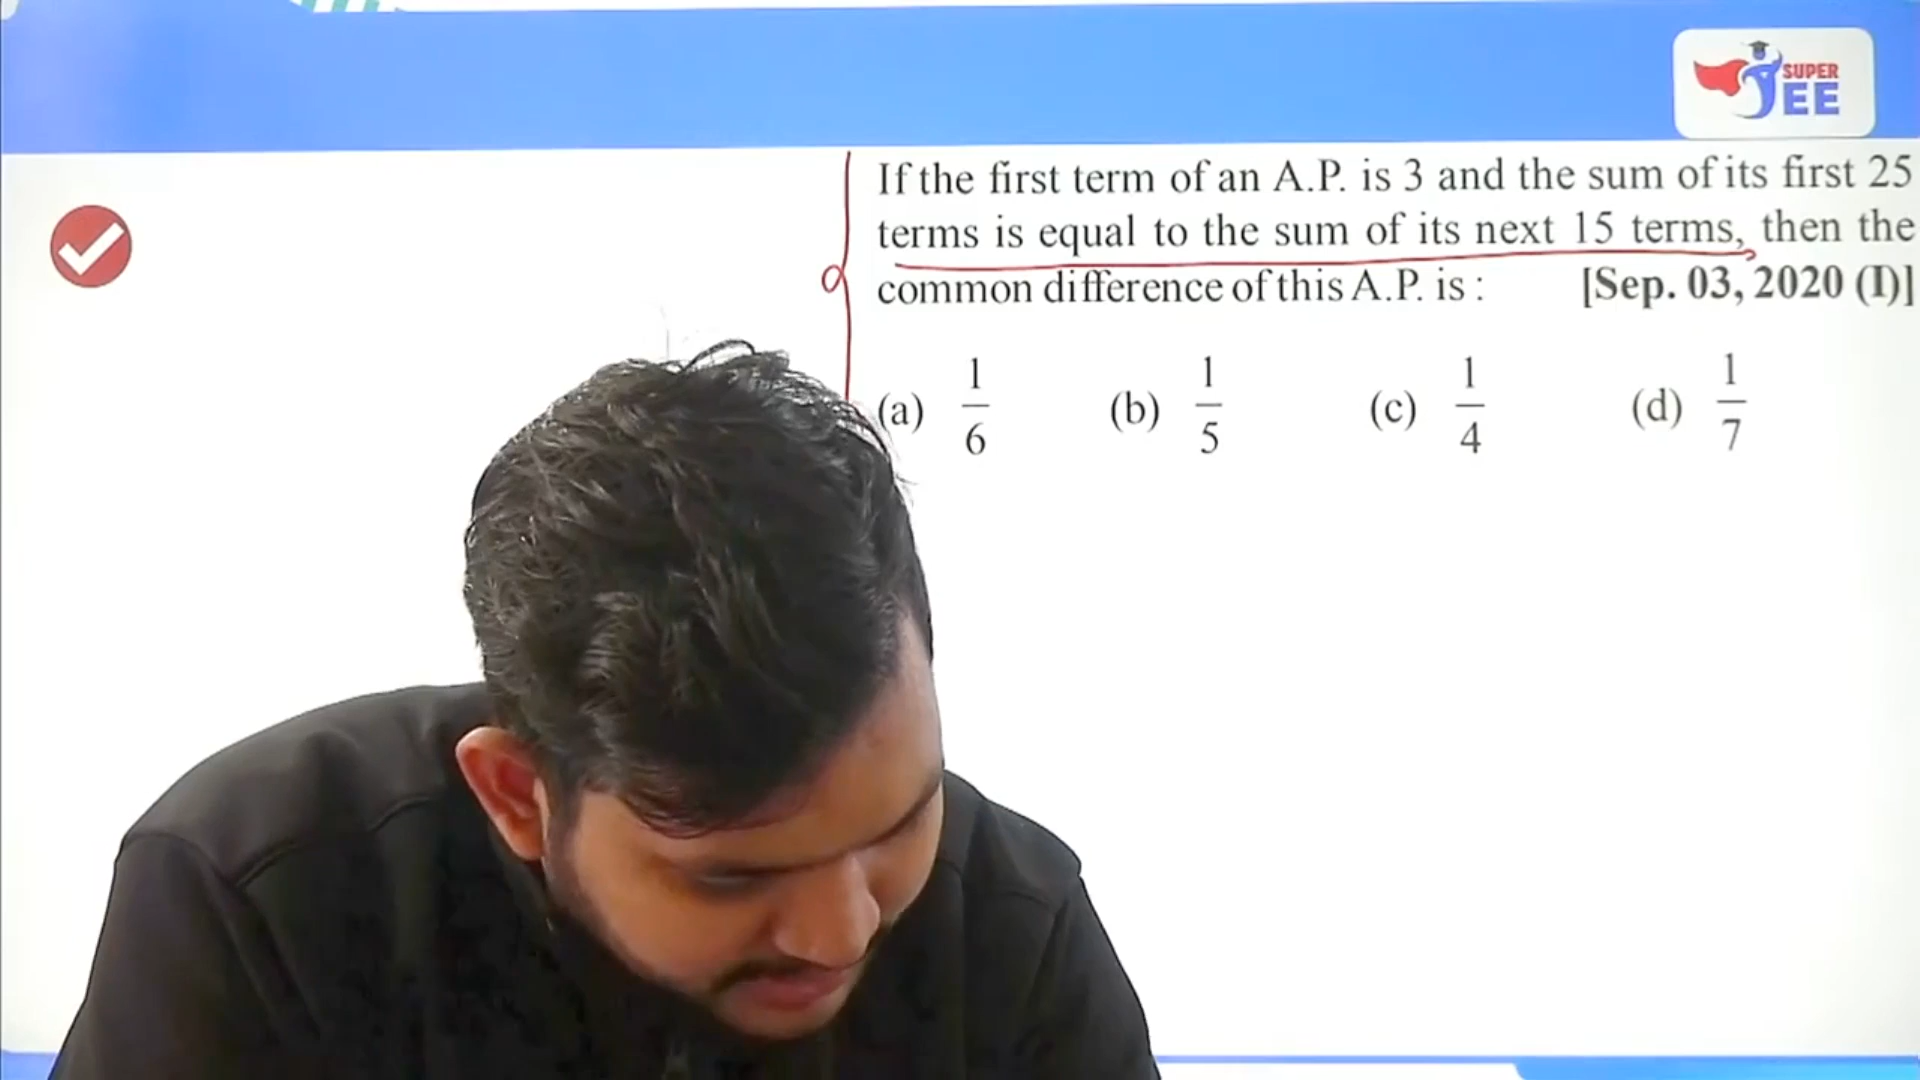 SUPER
JEE
If the first term of an A.P. is 3 and the sum of its first 25
terms is equal to the sum of its next 15 terms, then the
common difference of this A.P. is : [Sep. 03, 2020 (I)]
(a) 1/6 (b) 1/5 (c) 1/4 (d) 1/7